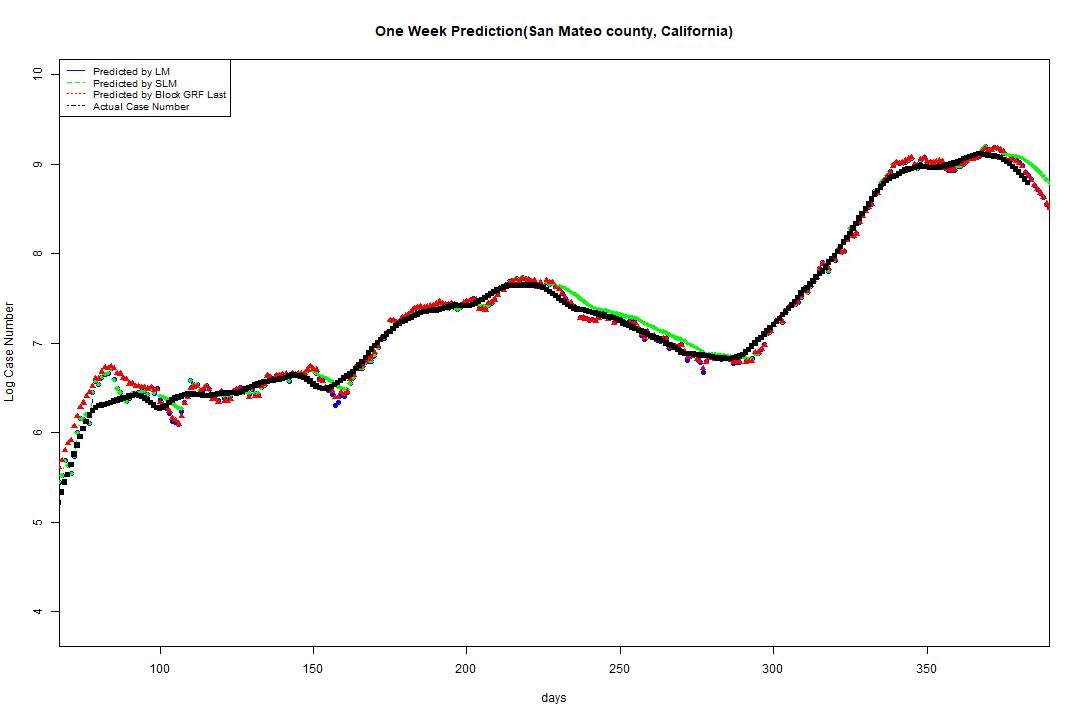 One Week Prediction(San Mateo county, California)
Predicted by LM
Predicted by SLM
Predicted by Block GRF Last
Actual Case Number
10
9
8
7
6
5
4
Log Case Number
100 150 200 250 300 350
days